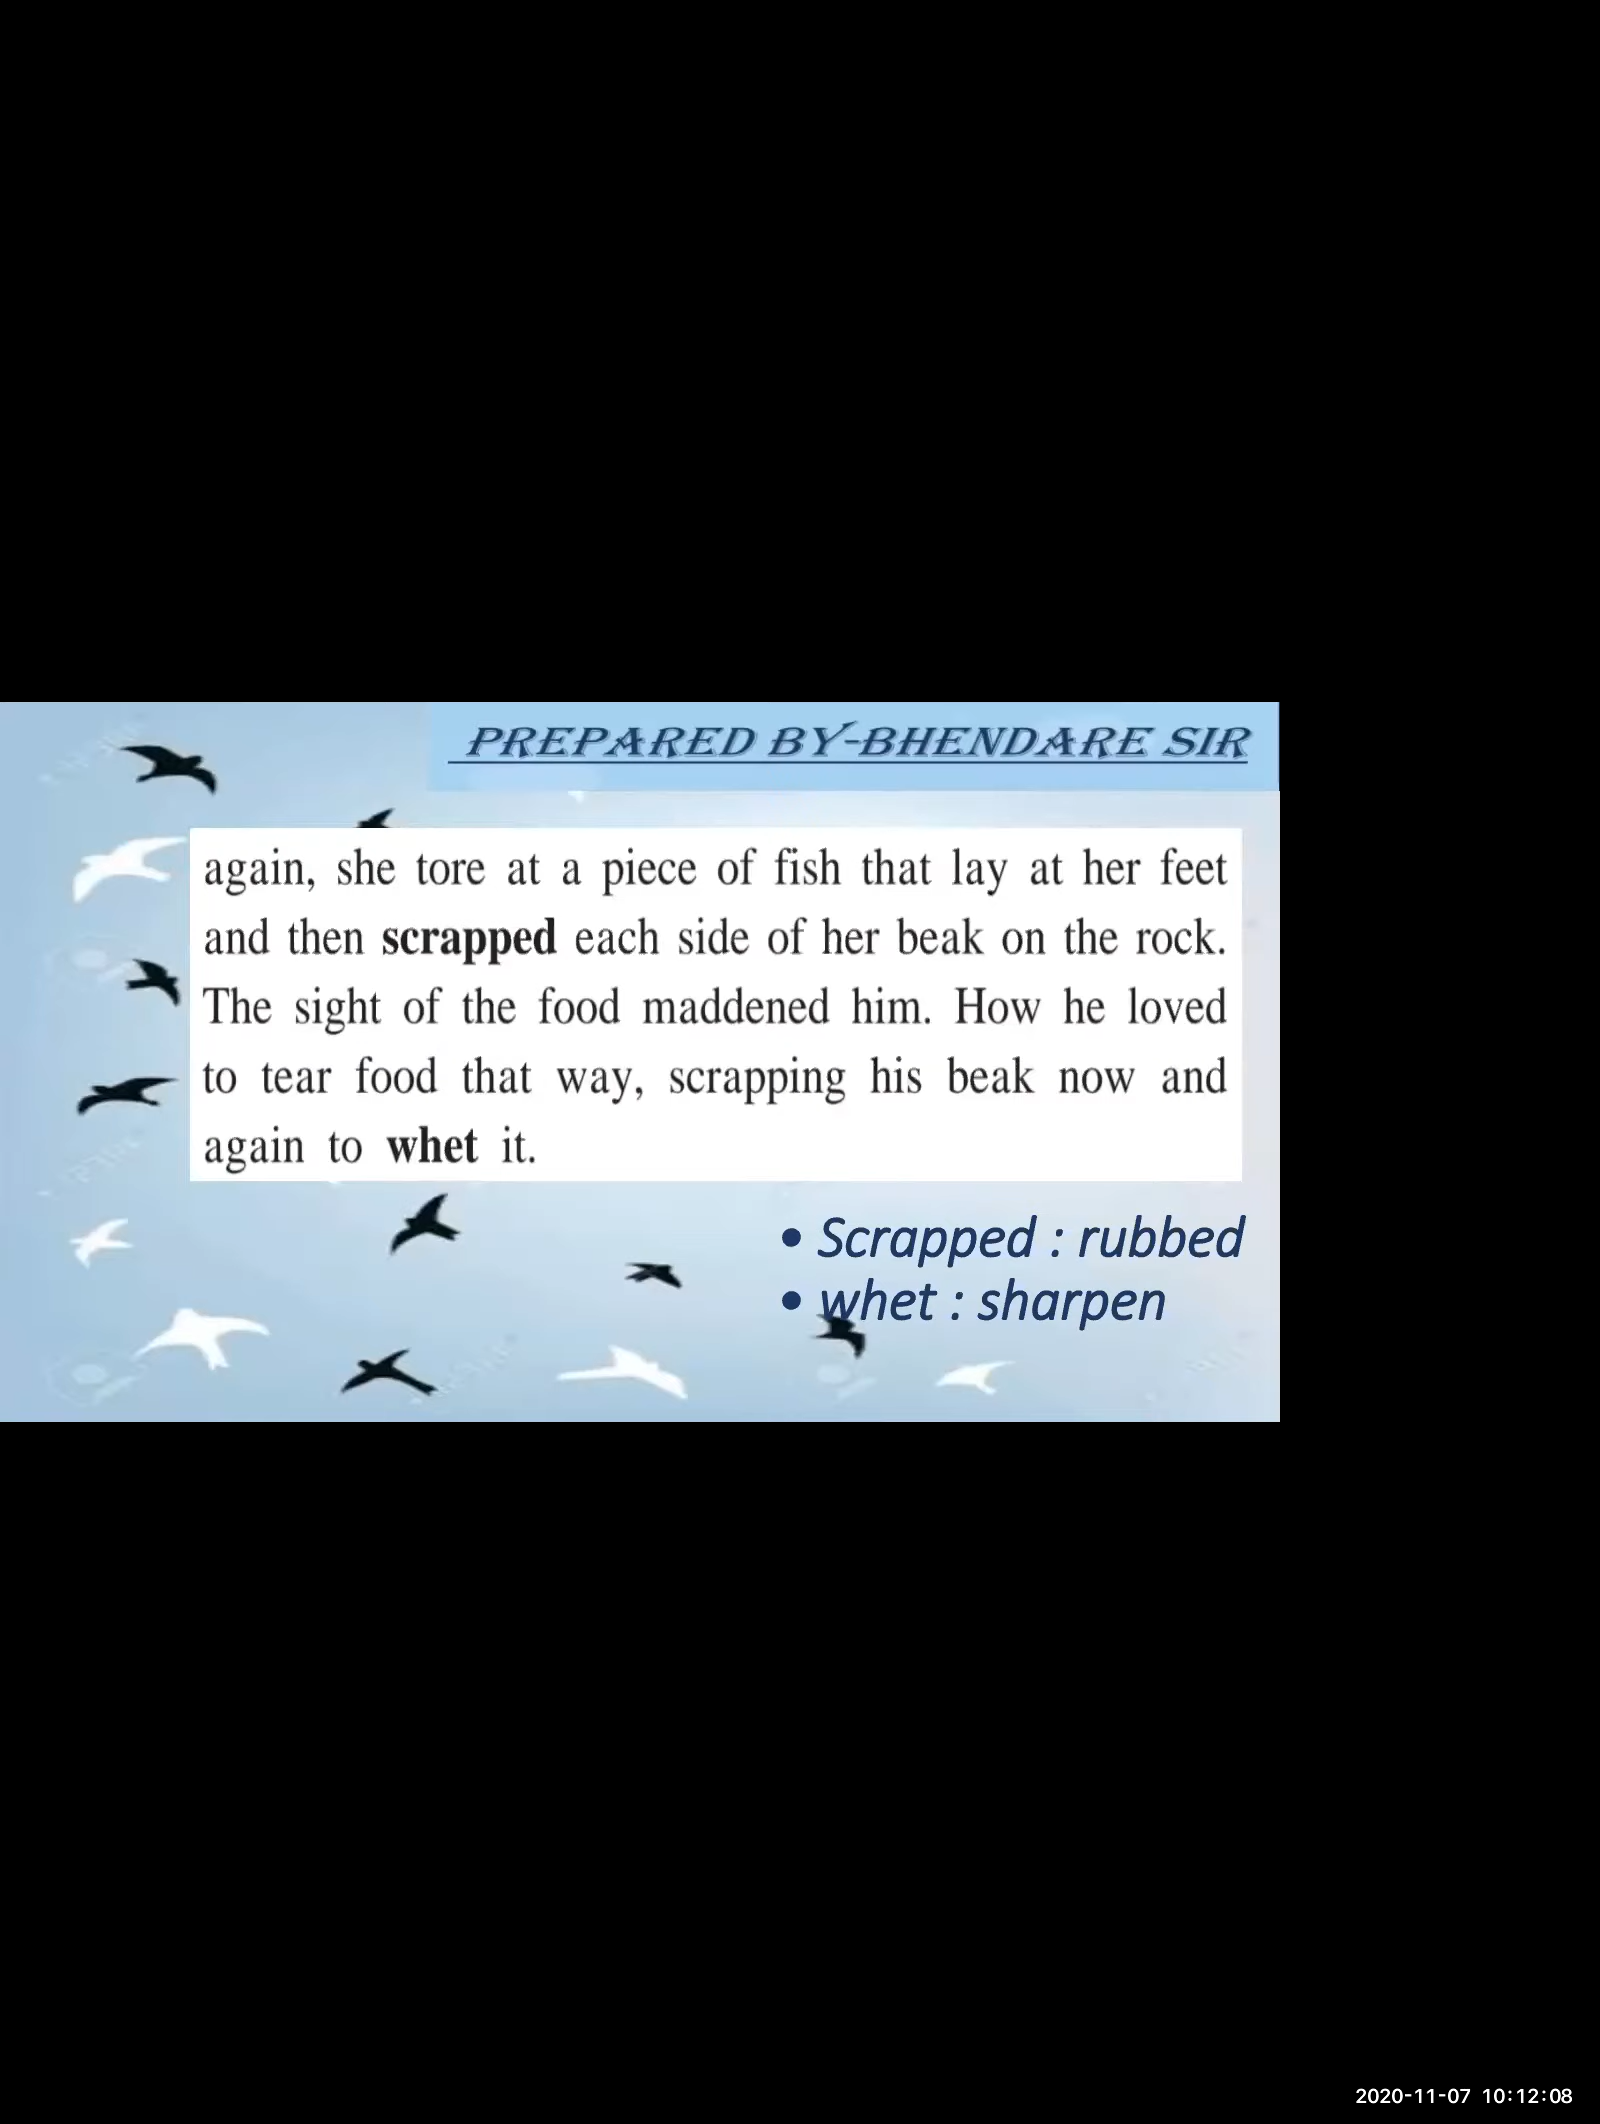 PREPARED BY-BHENDARE SIR
again, she tore at a piece of fish that lay at her feet
and then scrapped each side of her beak on the rock.
The sight of the food maddened him. How he loved
to tear food that way, scrapping his beak now and
again to whet it.
• Scrapped : rubbed
• whet : sharpen
2020-11-07 10:12:08